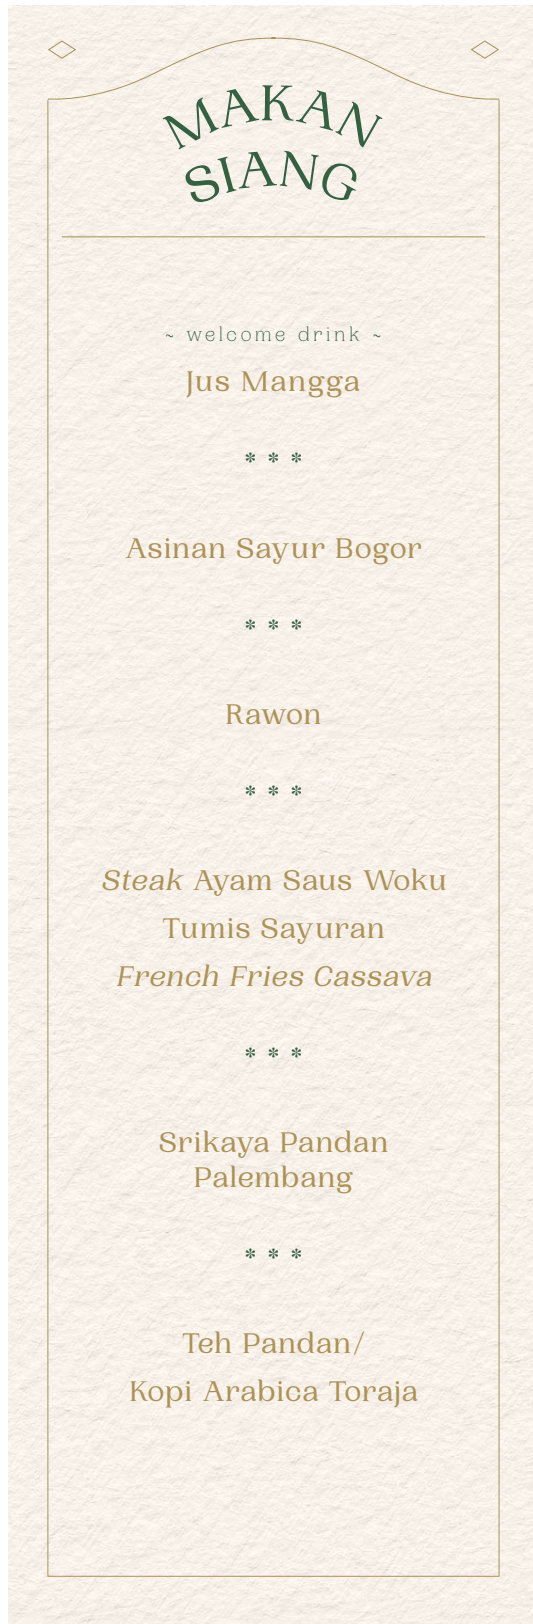 MAKAN
SIANG
~ welcome drink ~
Jus Mangga
* * *
Asinan Sayur Bogor
* * *
Rawon
* * *
Steak Ayam Saus Woku
Tumis Sayuran
French Fries Cassava
* * *
Srikaya Pandan
Palembang
* * *
Teh Pandan/
Kopi Arabica Toraja